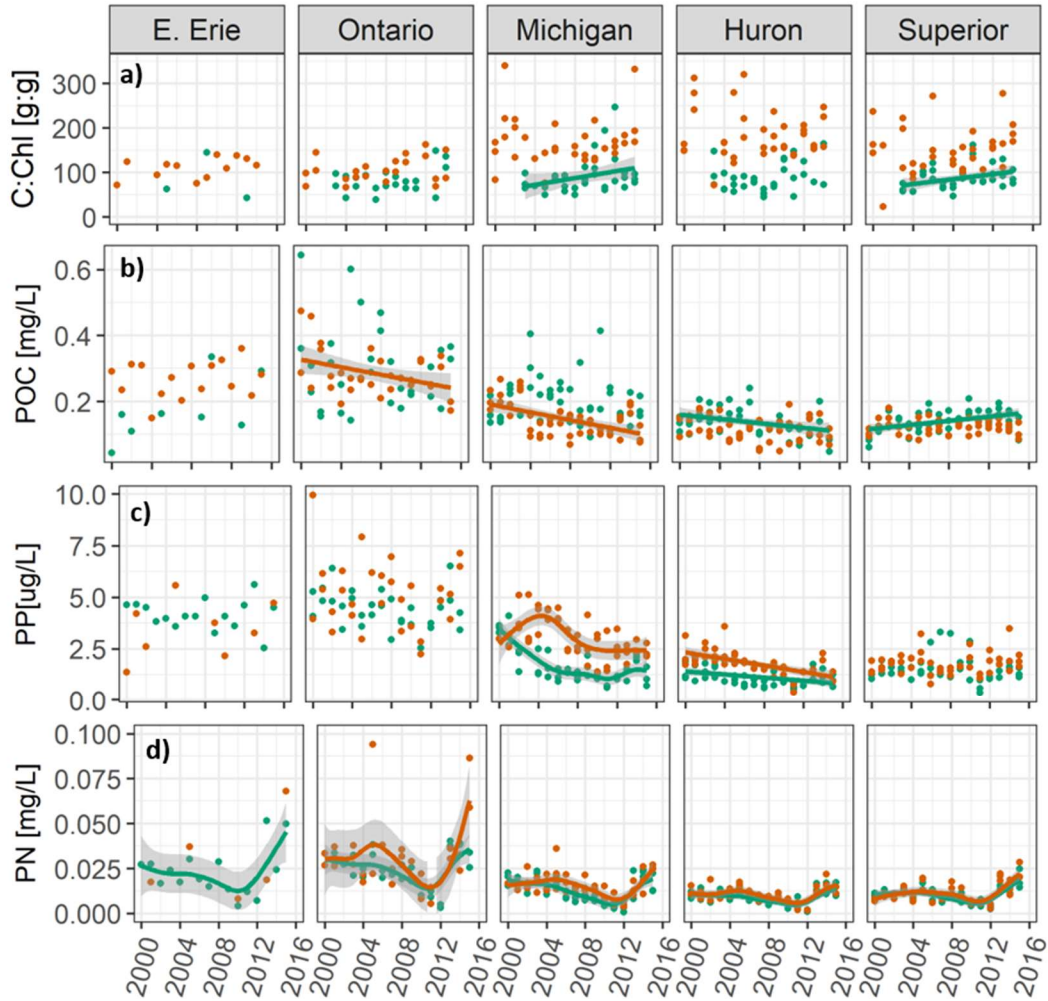 E. Erie Ontario Michigan Huron Superior
a)
C:Chl [g:g]
300
200
100
0
b)
POC [mg/L]
0.6
0.4
0.2
c)
PP[ug/L]
10.0
7.5
5.0
2.5
0.0
d)
PN [mg/L]
0.100
0.075
0.050
0.025
0.000
2000 2004 2008 2012 2016 2000 2004 2008 2012 2016 2000 2004 2008 2012 2016 2000 2004 2008 2012 2016 2000 2004 2008 2012 2016